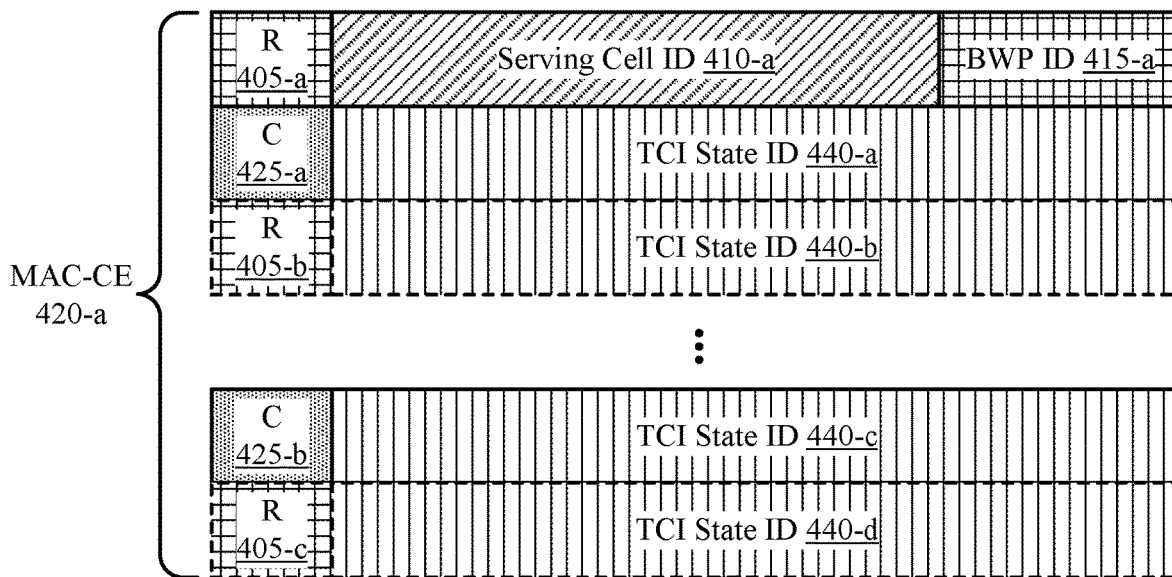 R
405-a
Serving Cell ID 410-a
BWP ID 415-a
C
425-a
TCI State ID 440-a
R
405-b
TCI State ID 440-b
MAC-CE
420-a
C
425-b
TCI State ID 440-c
R
405-c
TCI State ID 440-d